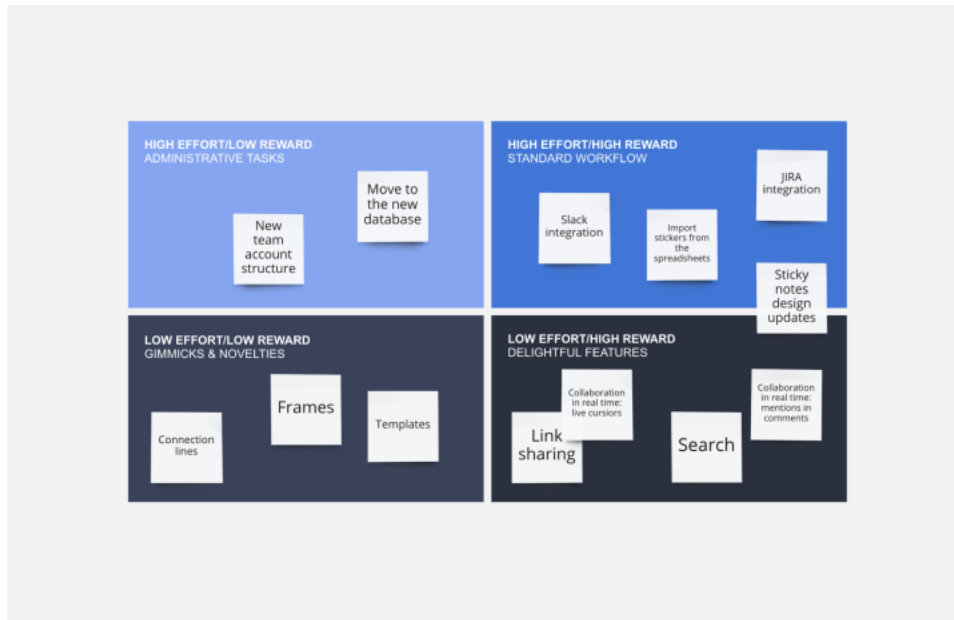 HIGH EFFORT/LOW REWARD
ADMINISTRATIVE TASKS
Move to
the new
database
New
team
account
structure
HIGH EFFORT/HIGH REWARD
STANDARD WORKFLOW
JIRA
integration
Slack
integration
Import
stickers from
the
spreadsheets
Sticky
notes
design
updates
LOW EFFORT/LOW REWARD
GIMMICKS & NOVELTIES
Frames
Templates
Connection
lines
LOW EFFORT/HIGH REWARD
DELIGHTFUL FEATURES
Collaboration
in real time:
live cursiors
Collaboration
in real time:
mentions in
comments
Link
sharing
Search